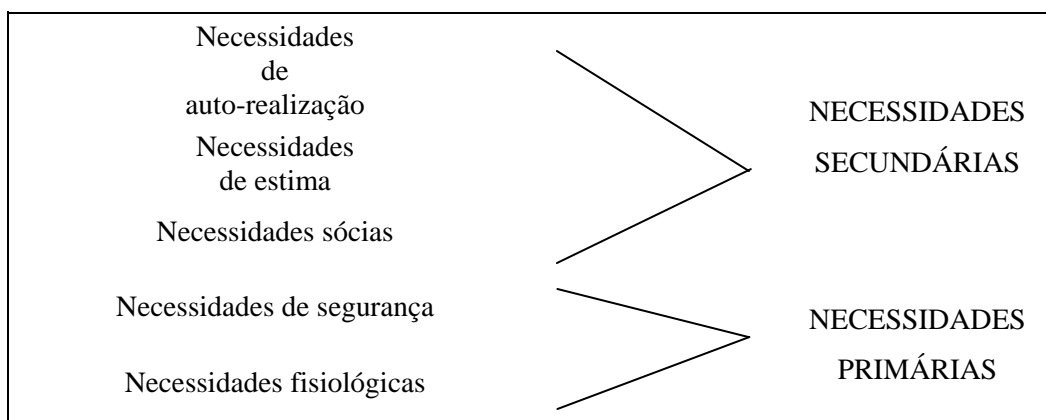 Necessidades
de
auto-realização
Necessidades
de estima
Necessidades sócias
Necessidades de segurança
Necessidades fisiológicas
NECESSIDADES
SECUNDÁRIAS
NECESSIDADES
PRIMÁRIAS